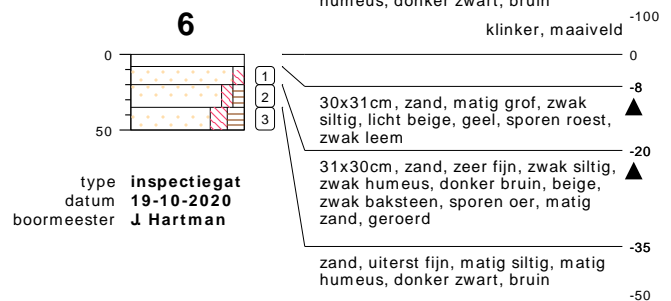 humeus, donker zwart, bruin
-100
6
klinker, maaiveld
0
0
1
-8
2
30x31cm, zand, matig grof, zwak
siltig, licht beige, geel, sporen roest,
zwak leem
3
50
-20
31x30cm, zand, zeer fijn, zwak siltig,
zwak humeus, donker bruin, beige,
zwak baksteen, sporen oer, matig
zand, geroerd
type inspectiegat
datum 19-10-2020
boormeester J. Hartman
-35
zand, uiterst fijn, matig siltig, matig
humeus, donker zwart, bruin
-50